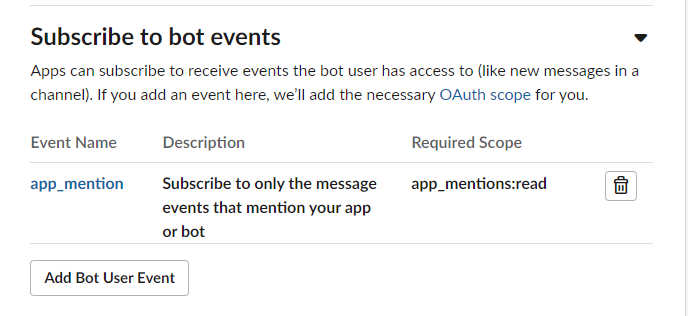 Subscribe to bot events
Apps can subscribe to receive events the bot user has access to (like new messages in a
channel). If you add an event here, we’ll add the necessary OAuth scope for you.
Event Name Description Required Scope
app_mention Subscribe to only the message app_mentions:read
events that mention your app
or bot
Add Bot User Event